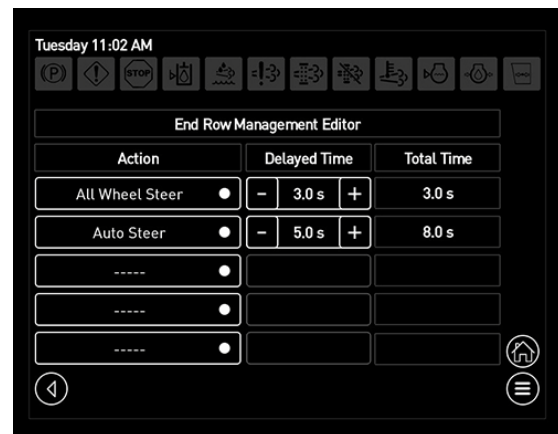 Tuesday 11:02 AM
(P) STOP
End Row Management Editor
Action Delayed Time Total Time
All Wheel Steer - 3.0 s + 3.0 s
Auto Steer - 5.0 s + 8.0 s
-----
-----
-----